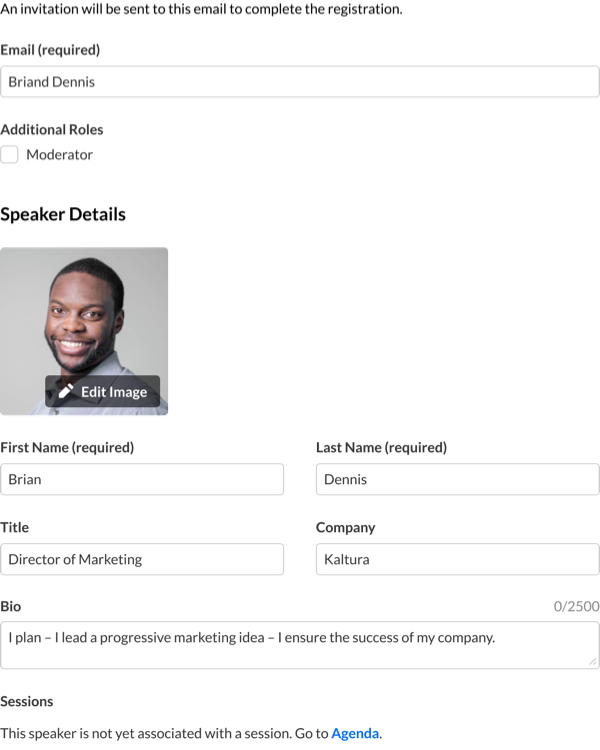 An invitation will be sent to this email to complete the registration.
Email (required)
Briand Dennis
Additional Roles
Moderator
Speaker Details
Edit Image
First Name (required) Last Name (required)
Brian Dennis
Title Company
Director of Marketing Kaltura
Bio 0/2500
I plan – I lead a progressive marketing idea – I ensure the success of my company.
Sessions
This speaker is not yet associated with a session. Go to Agenda.